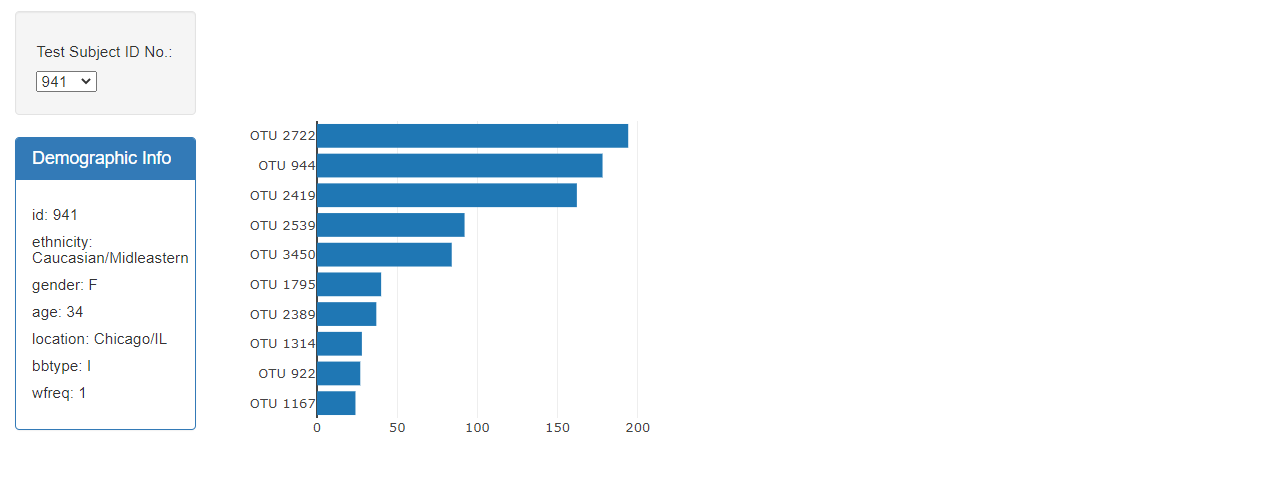 Test Subject ID No.:
941
Demographic Info
id: 941
ethnicity:
Caucasian/Midleastern
gender: F
age: 34
location: Chicago/IL
bbtype: I
wfreq: 1
OTU 2722
OTU 944
OTU 2419
OTU 2539
OTU 3450
OTU 1795
OTU 2389
OTU 1314
OTU 922
OTU 1167
0 50 100 150 200